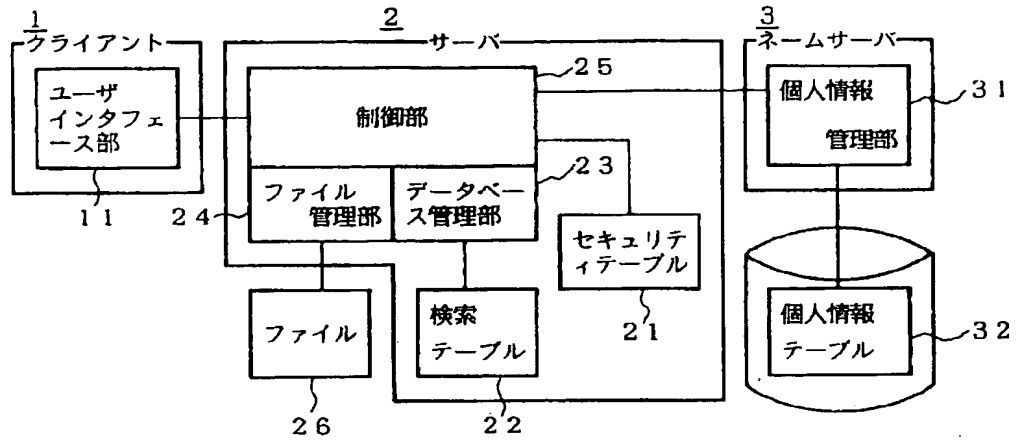 1
クライアント
ユーザ
インタフェ
ース部
11
2
サーバ
25
制御部
ファイル
管理部
24
データベー
ス管理部
23
セキュリテ
ィテーブル
21
ファイル
26
検索
テーブル
22
3
ネームサーバ
個人情報
管理部
31
個人情報
テーブル
32